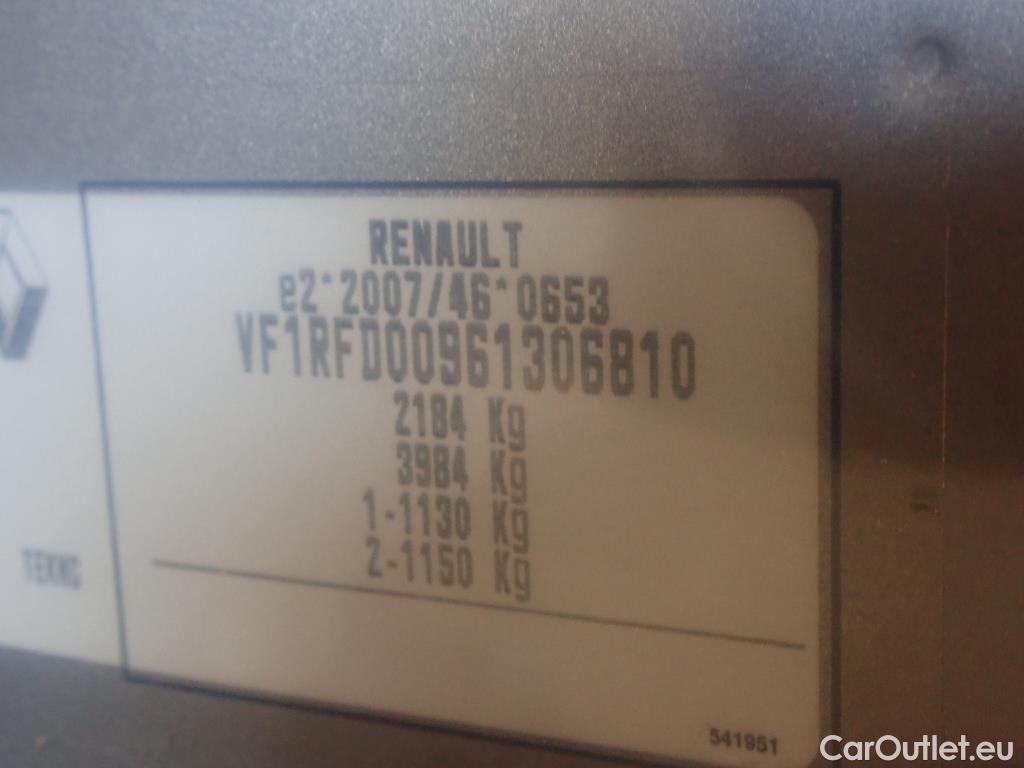 RENAULT
e2*2007/46*0653
VF1RFD00961306810
2184 Kg
3984 Kg
1-1130 Kg
2-1150 Kg
TEKNO
541951
CarOutlet.eu